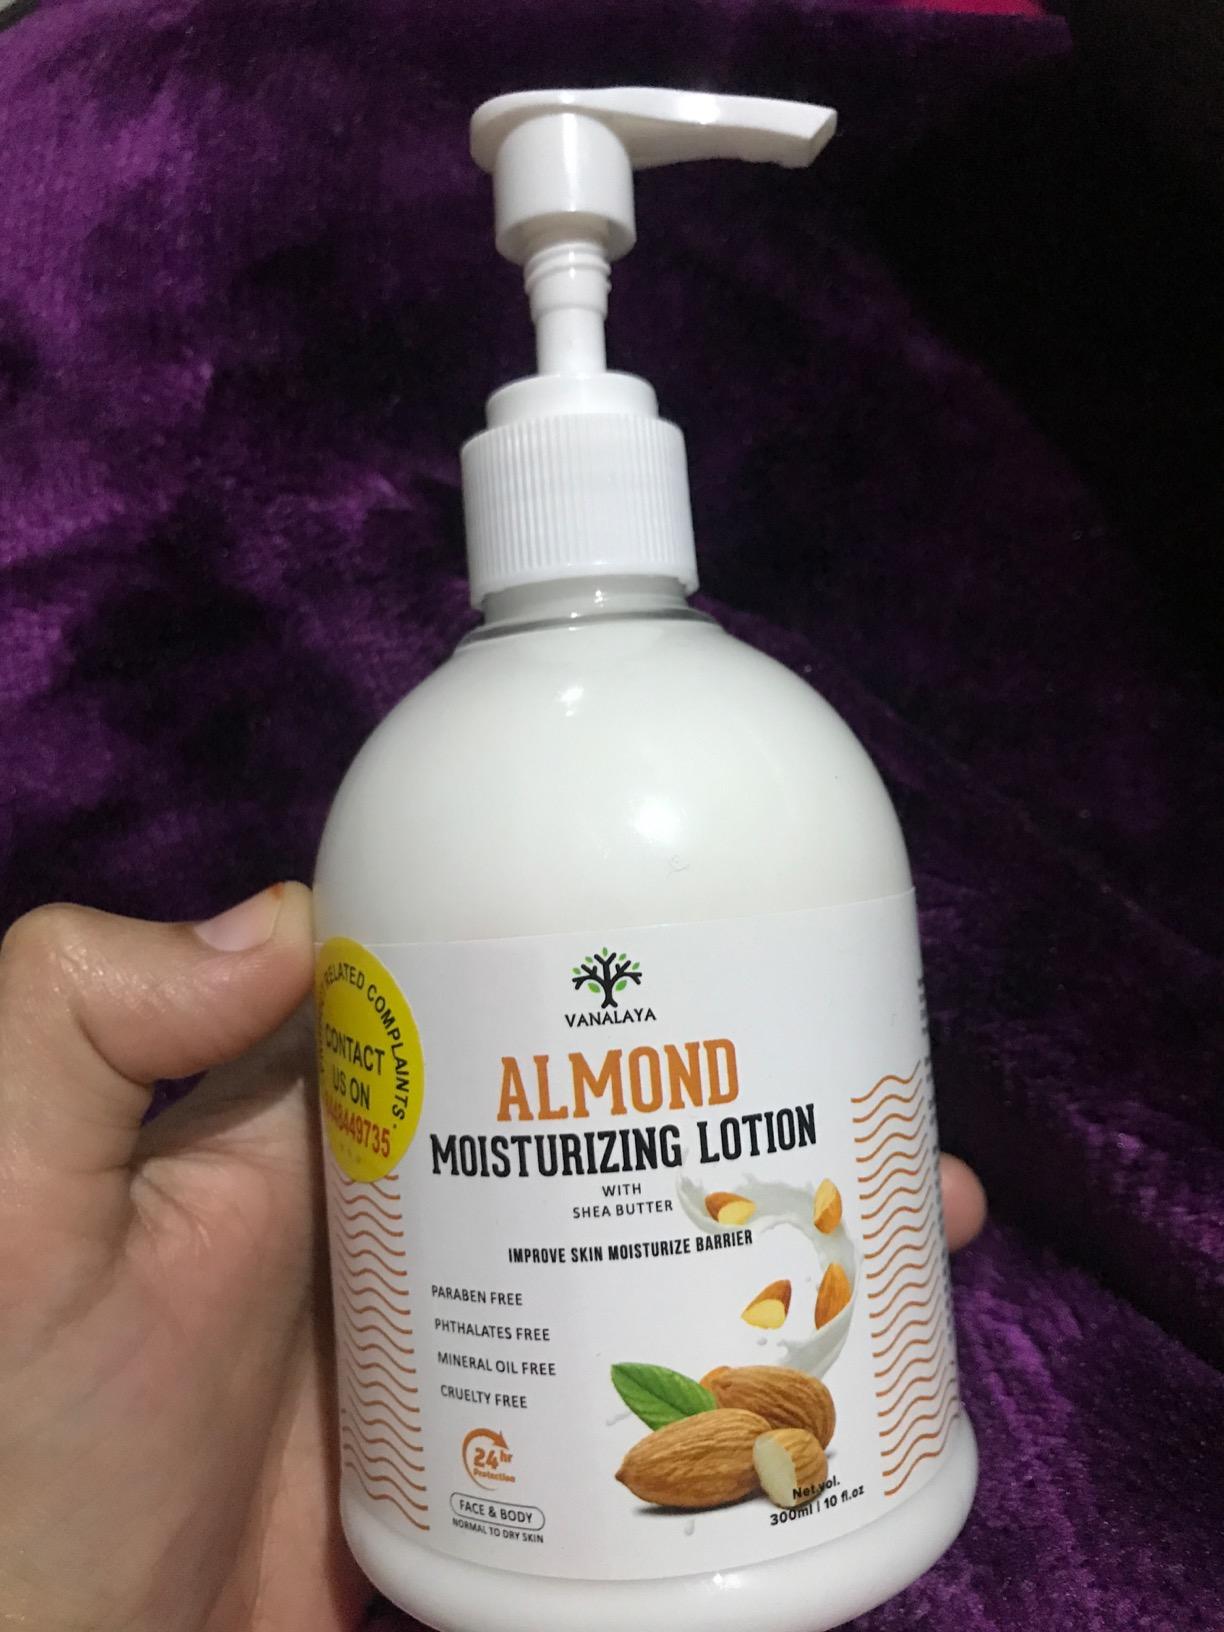 RELATED COMPLAINTS.
CONTACT
US ON
448449735
VANALAYA
ALMOND
MOISTURIZING LOTION
WITH
SHEA BUTTER
IMPROVE SKIN MOISTURIZE BARRIER
PARABEN FREE
PHTHALATES FREE
MINERAL OIL FREE
CRUELTY FREE
24hr
Protection
FACE & BODY
NORMAL TO DRY SKIN
Net vol.
300ml | 10 fl.oz